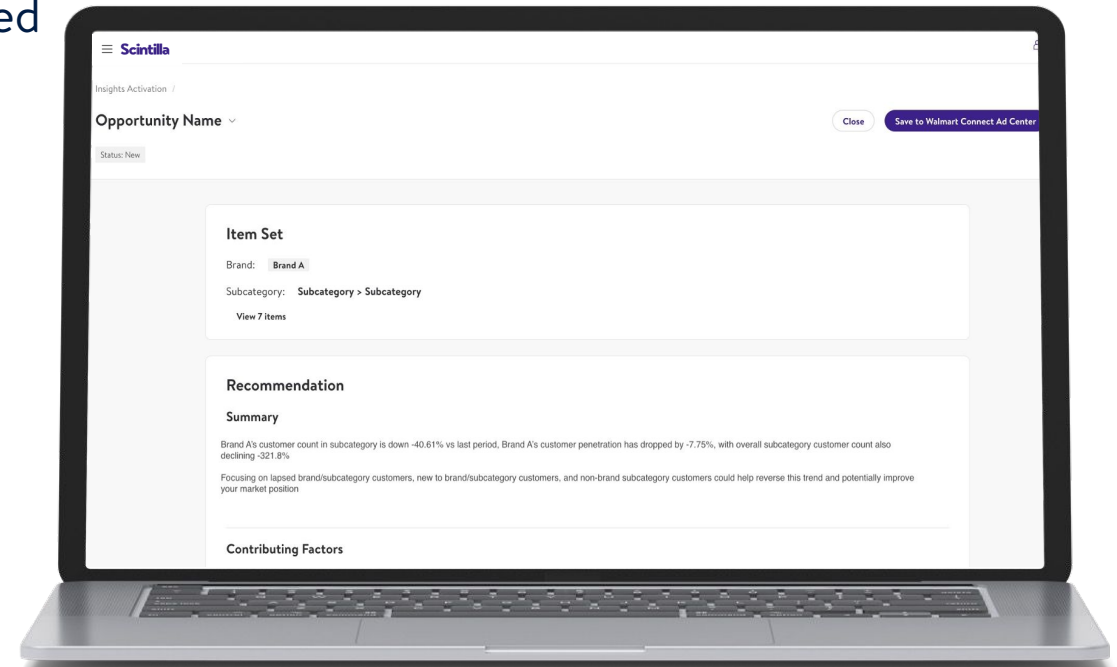 ed
Scintilla
Insights Activation /
Opportunity Name
Close
Save to Walmart Connect Ad Center
Status: New
Item Set
Brand: Brand A
Subcategory: Subcategory > Subcategory
View 7 items
Recommendation
Summary
Brand A's customer count in subcategory is down -40.61% vs last period, Brand A's customer penetration has dropped by -7.75%, with overall subcategory customer count also
declining -321.8%
Focusing on lapsed brand/subcategory customers, new to brand/subcategory customers, and non-brand subcategory customers could help reverse this trend and potentially improve
your market position
Contributing Factors